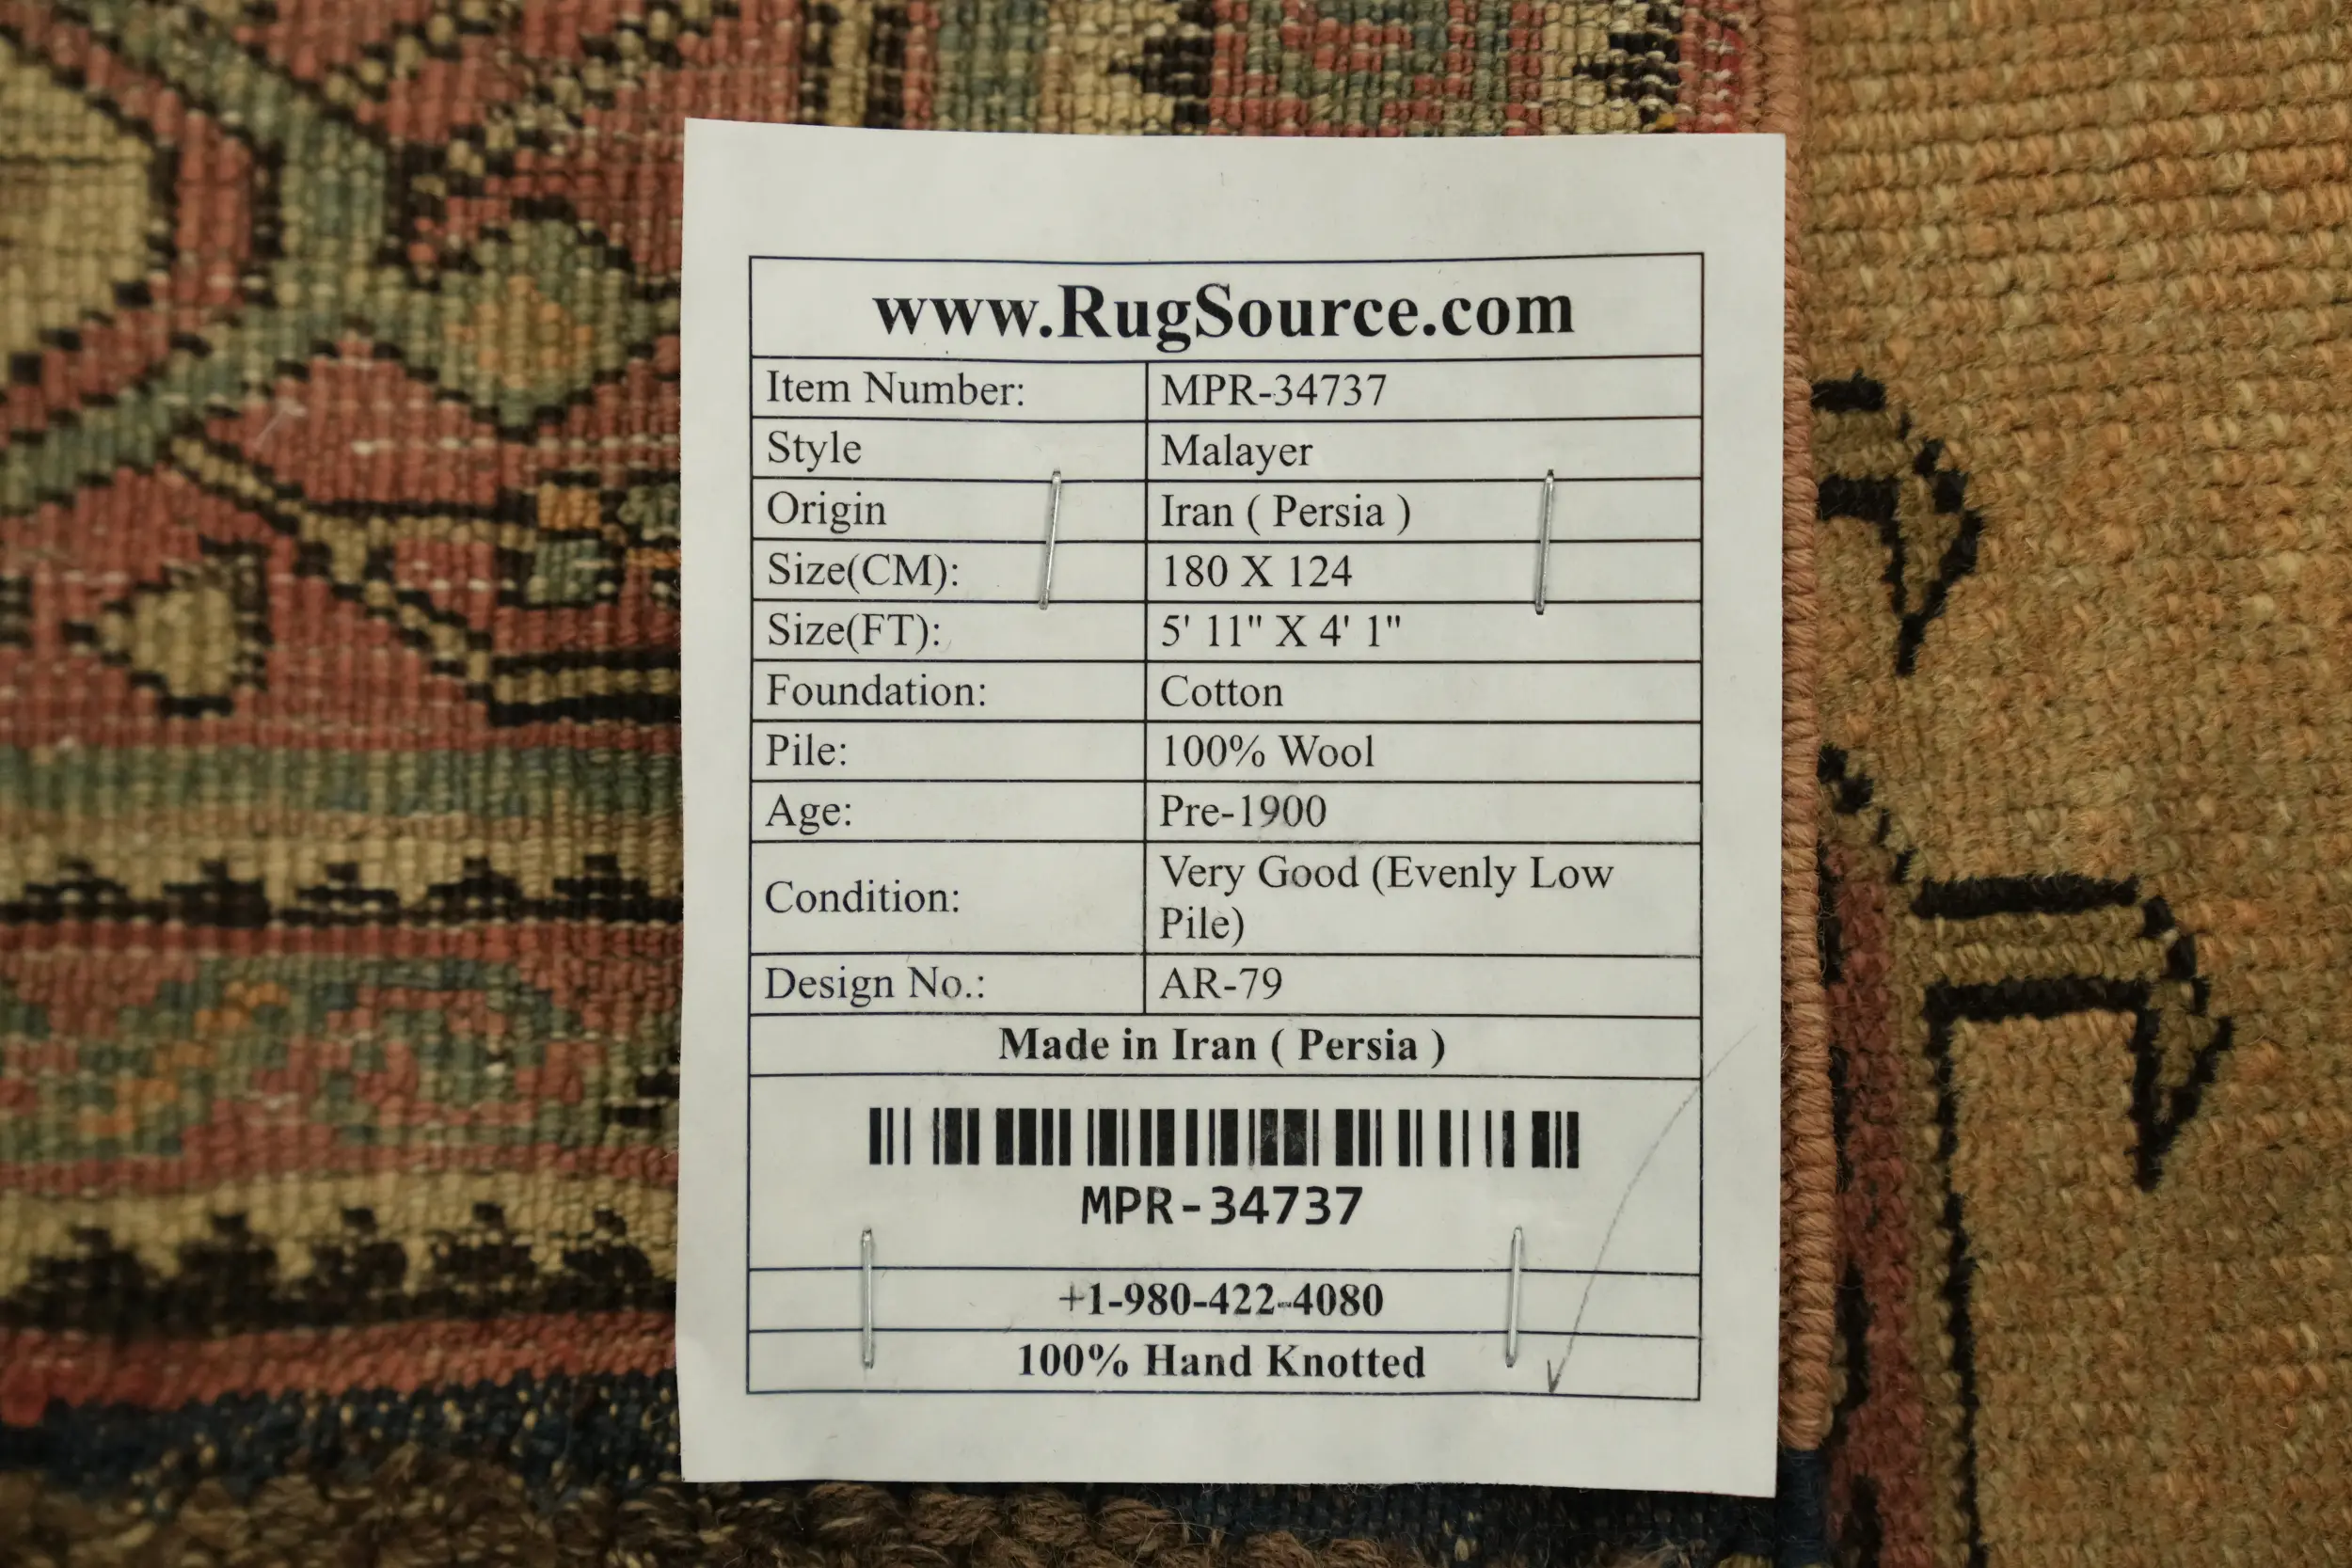 www.RugSource.com
Item Number: MPR-34737
Style Malayer
Origin Iran ( Persia )
Size(CM): 180 X 124
Size(FT): 5' 11" X 4' 1"
Foundation: Cotton
Pile: 100% Wool
Age: Pre-1900
Condition: Very Good (Evenly Low
Pile)
Design No.: AR-79
Made in Iran ( Persia )
MPR-34737
+1-980-422-4080
100% Hand Knotted